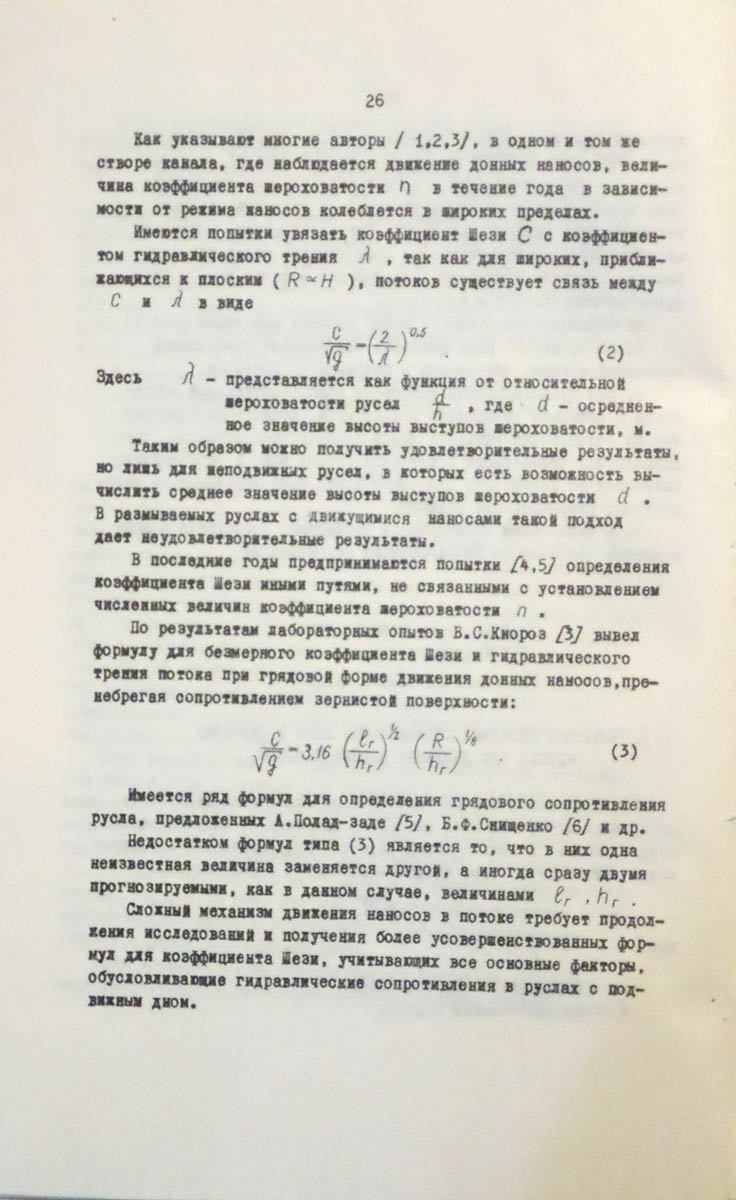 26
Как указывают многие авторы / 1,2,3/, в одном и том же
створе канала, где наблюдается движение донных наносов, вели-
чина коэффициента шероховатости n в течение года в зависи-
мости от режима наносов колеблется в широких пределах.
Имеются попытки увязать коэффициент Шези C с коэффициен-
том гидравлического трения λ , так как для широких, прибли-
жающихся к плоским ( R ≃ H ), потоков существует связь между
C и λ в виде
C/√g = (2/λ)^0,5 . (2)
Здесь λ - представляется как функция от относительной
шероховатости русел d/h , где d - осреднен-
ное значение высоты выступов шероховатости, м.
Таким образом можно получить удовлетворительные результаты,
но лишь для неподвижных русел, в которых есть возможность вы-
числить среднее значение высоты выступов шероховатости d .
В размываемых руслах с движущимися наносами такой подход
дает неудовлетворительные результаты.
В последние годы предпринимаются попытки [4,5] определения
коэффициента Шези иными путями, не связанными с установлением
численных величин коэффициента шероховатости n .
По результатам лабораторных опытов В.С.Кнороз [3] вывел
формулу для безмерного коэффициента Шези и гидравлического
трения потока при грядовой форме движения донных наносов,пре-
небрегая сопротивлением зернистой поверхности:
C/√g = 3,16 (lг/hг)^1/2 (R/hг)^1/8 (3)
Имеется ряд формул для определения грядового сопротивления
русла, предложенных А.Полад-заде /5/, Б.Ф.Снищенко /6/ и др.
Недостатком формул типа (3) является то, что в них одна
неизвестная величина заменяется другой, а иногда сразу двумя
прогнозируемыми, как в данном случае, величинами lг , hг .
Сложный механизм движения наносов в потоке требует продол-
жения исследований и получения более усовершенствованных фор-
мул для коэффициента Шези, учитывающих все основные факторы,
обусловливающие гидравлические сопротивления в руслах с под-
вижным дном.